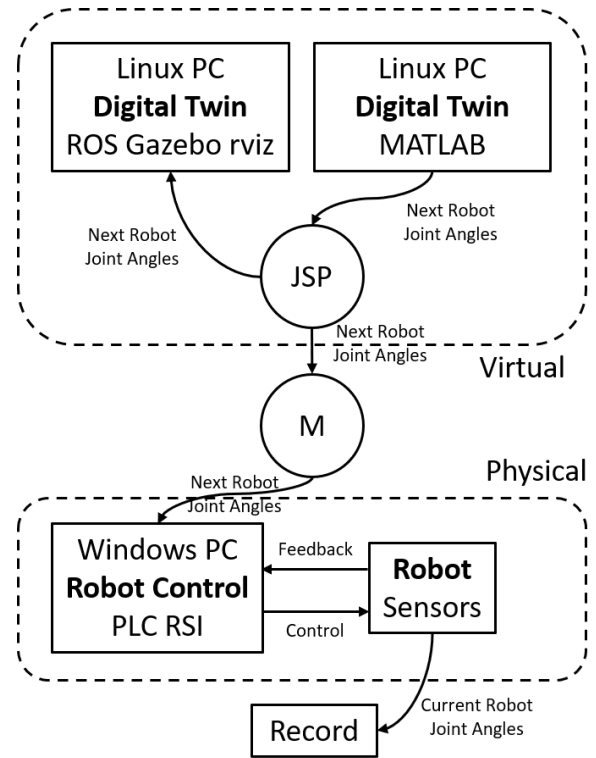 Linux PC
Digital Twin
ROS Gazebo rviz
Linux PC
Digital Twin
MATLAB
Next Robot
Joint Angles
Next Robot
Joint Angles
JSP
Next Robot
Joint Angles
Virtual
M
Physical
Next Robot
Joint Angles
Windows PC
Robot Control
PLC RSI
Feedback
Control
Robot
Sensors
Current Robot
Joint Angles
Record